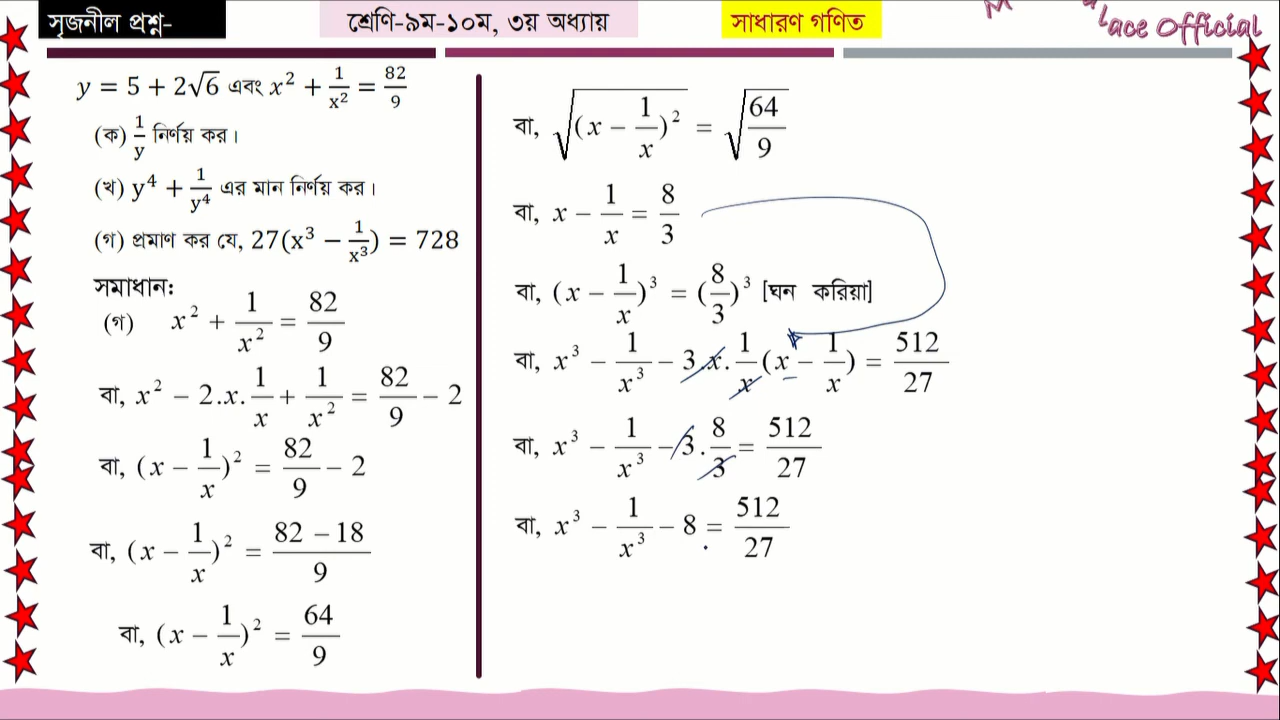 সৃজনীল প্রশ্ন-
শ্রেণি-৯ম-১০ম, ৩য় অধ্যায়
সাধারণ গণিত
lace Official
y = 5 + 2√6 এবং x² + 1/x² = 82/9
(ক) 1/y নির্ণয় কর।
(খ) y⁴ + 1/y⁴ এর মান নির্ণয় কর।
(গ) প্রমাণ কর যে, 27(x³ − 1/x³) = 728
সমাধানঃ
(গ) x² + 1/x² = 82/9
বা, x² − 2.x.1/x + 1/x² = 82/9 − 2
বা, (x − 1/x)² = 82/9 − 2
বা, (x − 1/x)² = (82 − 18)/9
বা, (x − 1/x)² = 64/9
বা, √(x − 1/x)² = √64/9
বা, x − 1/x = 8/3
বা, (x − 1/x)³ = (8/3)³ [ঘন করিয়া]
বা, x³ − 1/x³ − 3.x.1/x(x − 1/x) = 512/27
বা, x³ − 1/x³ − 3.8/3 = 512/27
বা, x³ − 1/x³ − 8 = 512/27